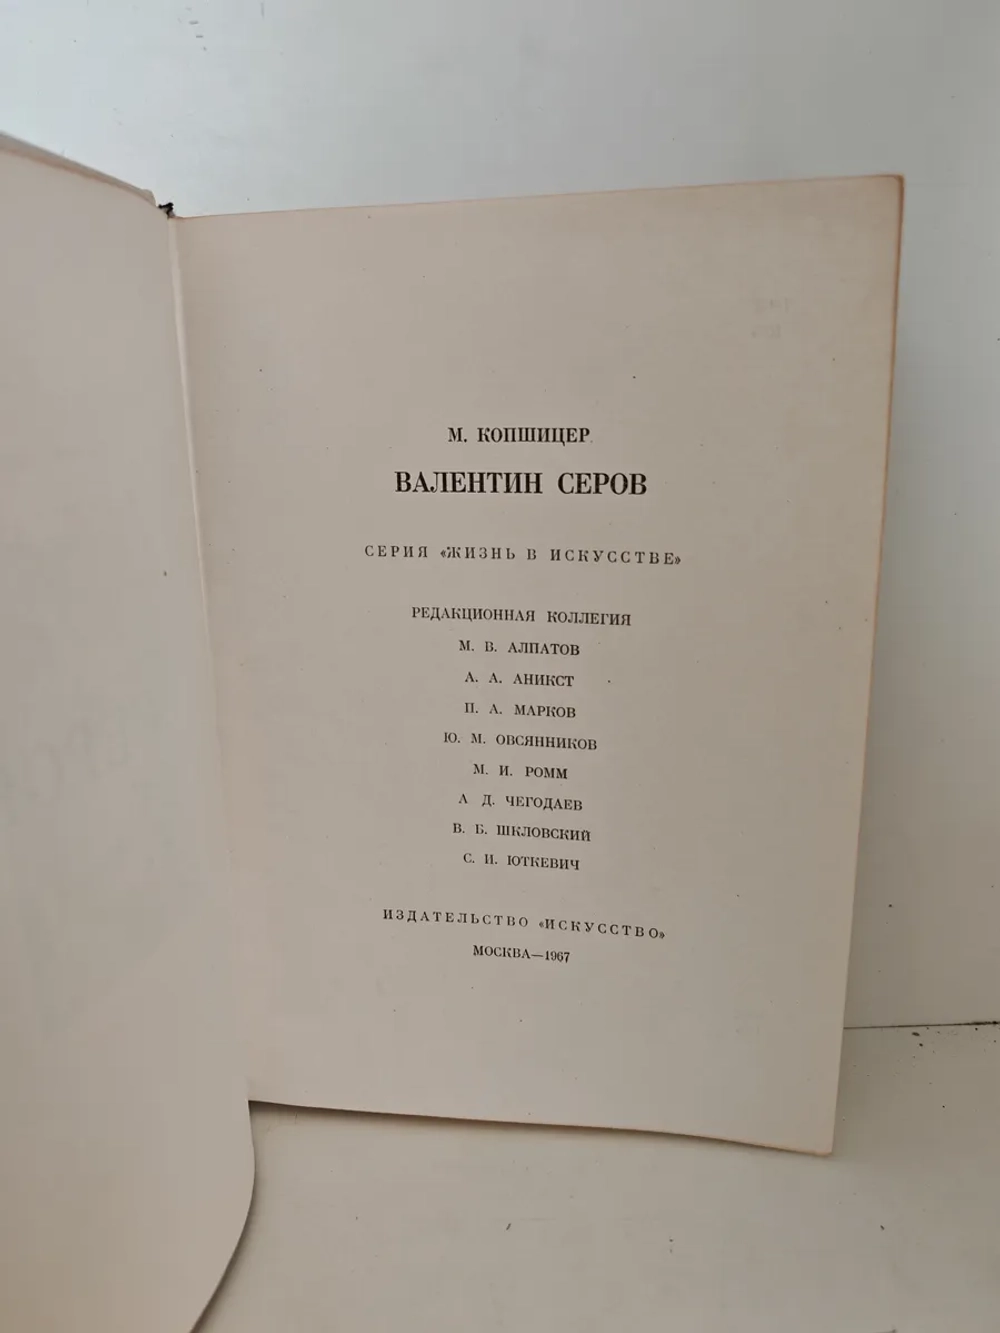 М. КОПШИЦЕР
ВАЛЕНТИН СЕРОВ
СЕРИЯ «ЖИЗНЬ В ИСКУССТВЕ»
РЕДАКЦИОННАЯ КОЛЛЕГИЯ
М. В. АЛПАТОВ
А. А. АНИКСТ
П. А. МАРКОВ
Ю. М. ОВСЯННИКОВ
М. И. РОММ
А Д. ЧЕГОДАЕВ
В. Б. ШКЛОВСКИЙ
С. И. ЮТКЕВИЧ
ИЗДАТЕЛЬСТВО «ИСКУССТВО»
МОСКВА—1967